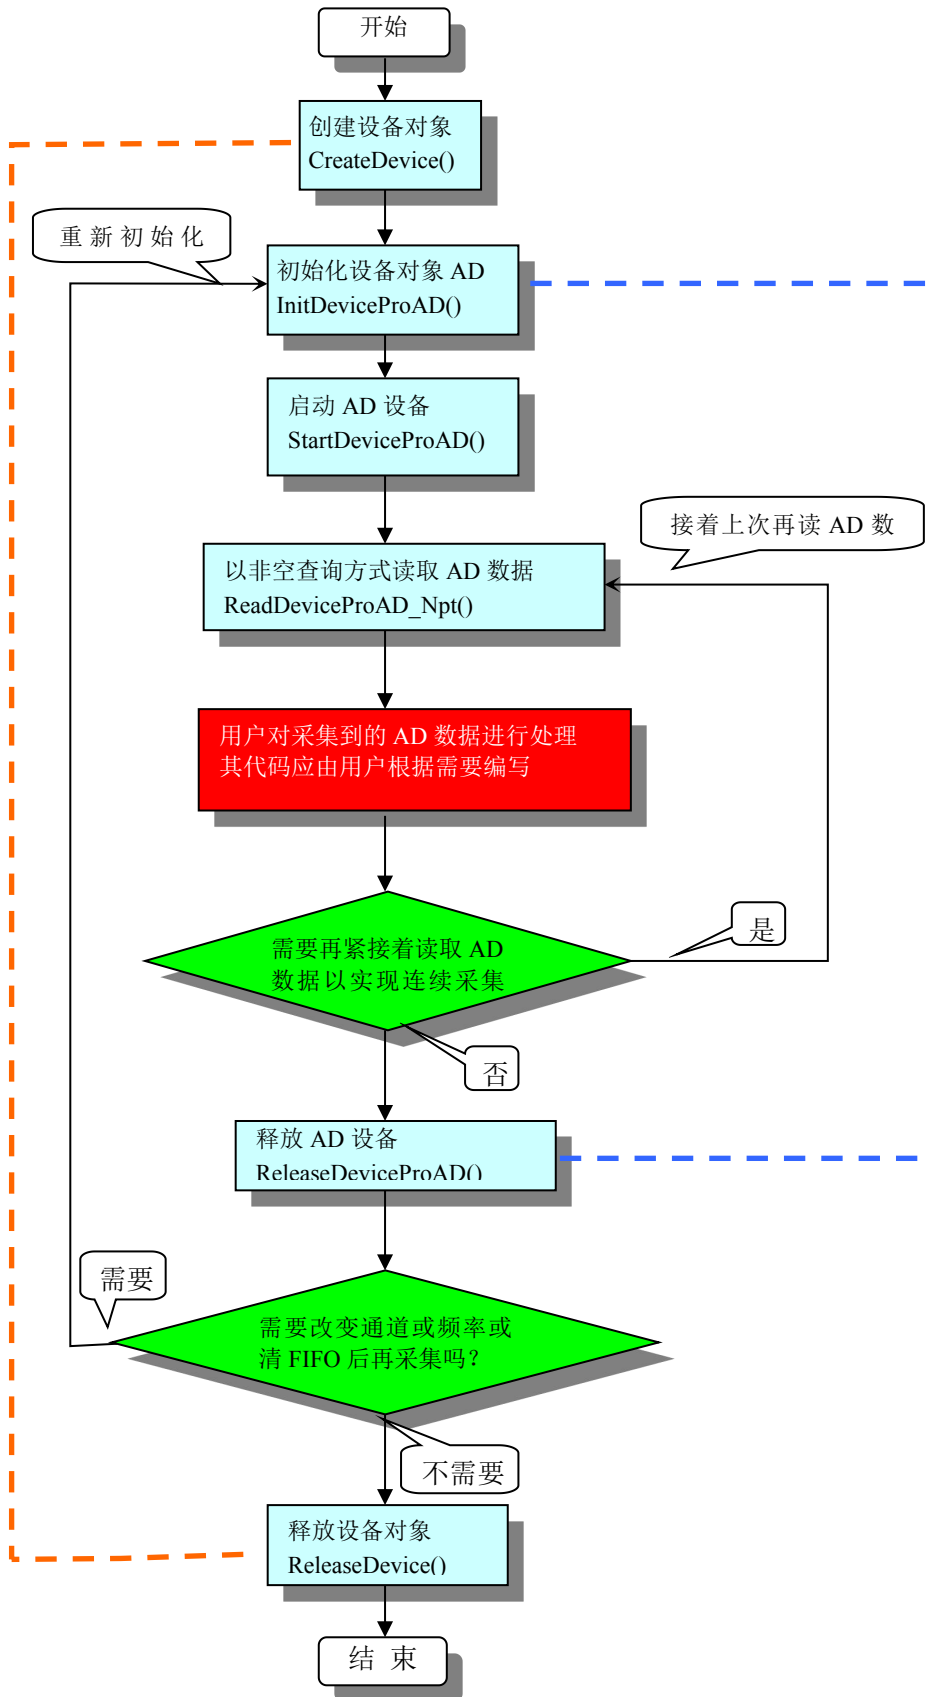 开始
创建设备对象
CreateDevice()
重新初始化
初始化设备对象 AD
InitDeviceProAD()
启动 AD 设备
StartDeviceProAD()
接着上次再读 AD 数
以非空查询方式读取 AD 数据
ReadDeviceProAD_Npt()
用户对采集到的 AD 数据进行处理
其代码应由用户根据需要编写
是
需要再紧接着读取 AD
数据以实现连续采集
否
释放 AD 设备
ReleaseDeviceProAD()
需要
需要改变通道或频率或
清 FIFO 后再采集吗?
不需要
释放设备对象
ReleaseDevice()
结 束